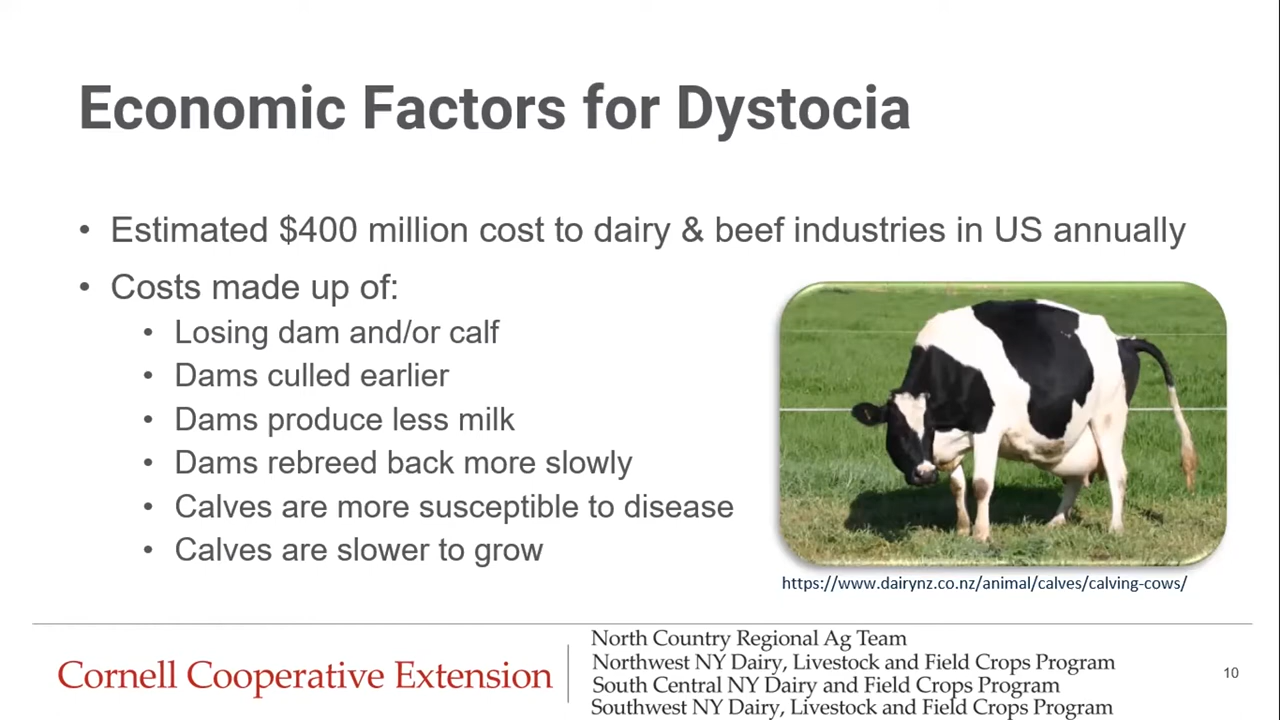 Economic Factors for Dystocia
• Estimated $400 million cost to dairy & beef industries in US annually
• Costs made up of:
• Losing dam and/or calf
• Dams culled earlier
• Dams produce less milk
• Dams rebreed back more slowly
• Calves are more susceptible to disease
• Calves are slower to grow
https://www.dairynz.co.nz/animal/calves/calving-cows/
Cornell Cooperative Extension
North Country Regional Ag Team
Northwest NY Dairy, Livestock and Field Crops Program
South Central NY Dairy and Field Crops Program
Southwest NY Dairy, Livestock and Field Crops Program
10